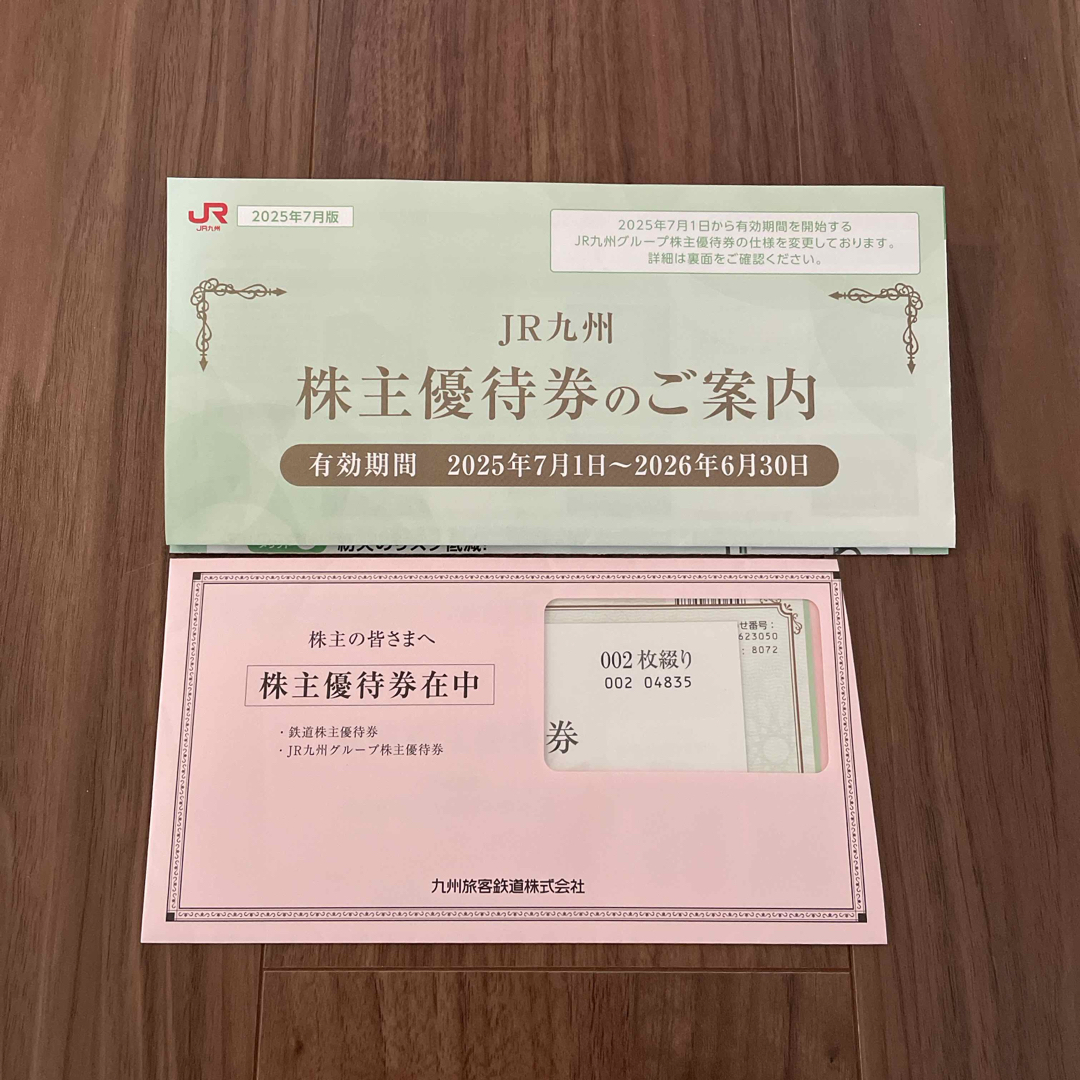 JR
JR九州
2025年7月版
2025年7月1日から有効期間を開始する
JR九州グループ株主優待券の仕様を変更しております。
詳細は裏面をご確認ください。
JR九州
株主優待券のご案内
有効期間 2025年7月1日～2026年6月30日
株主の皆さまへ
株主優待券在中
・鉄道株主優待券
・JR九州グループ株主優待券
002枚綴り
002 04835
券
せ番号：
623050
: 8072
九州旅客鉄道株式会社